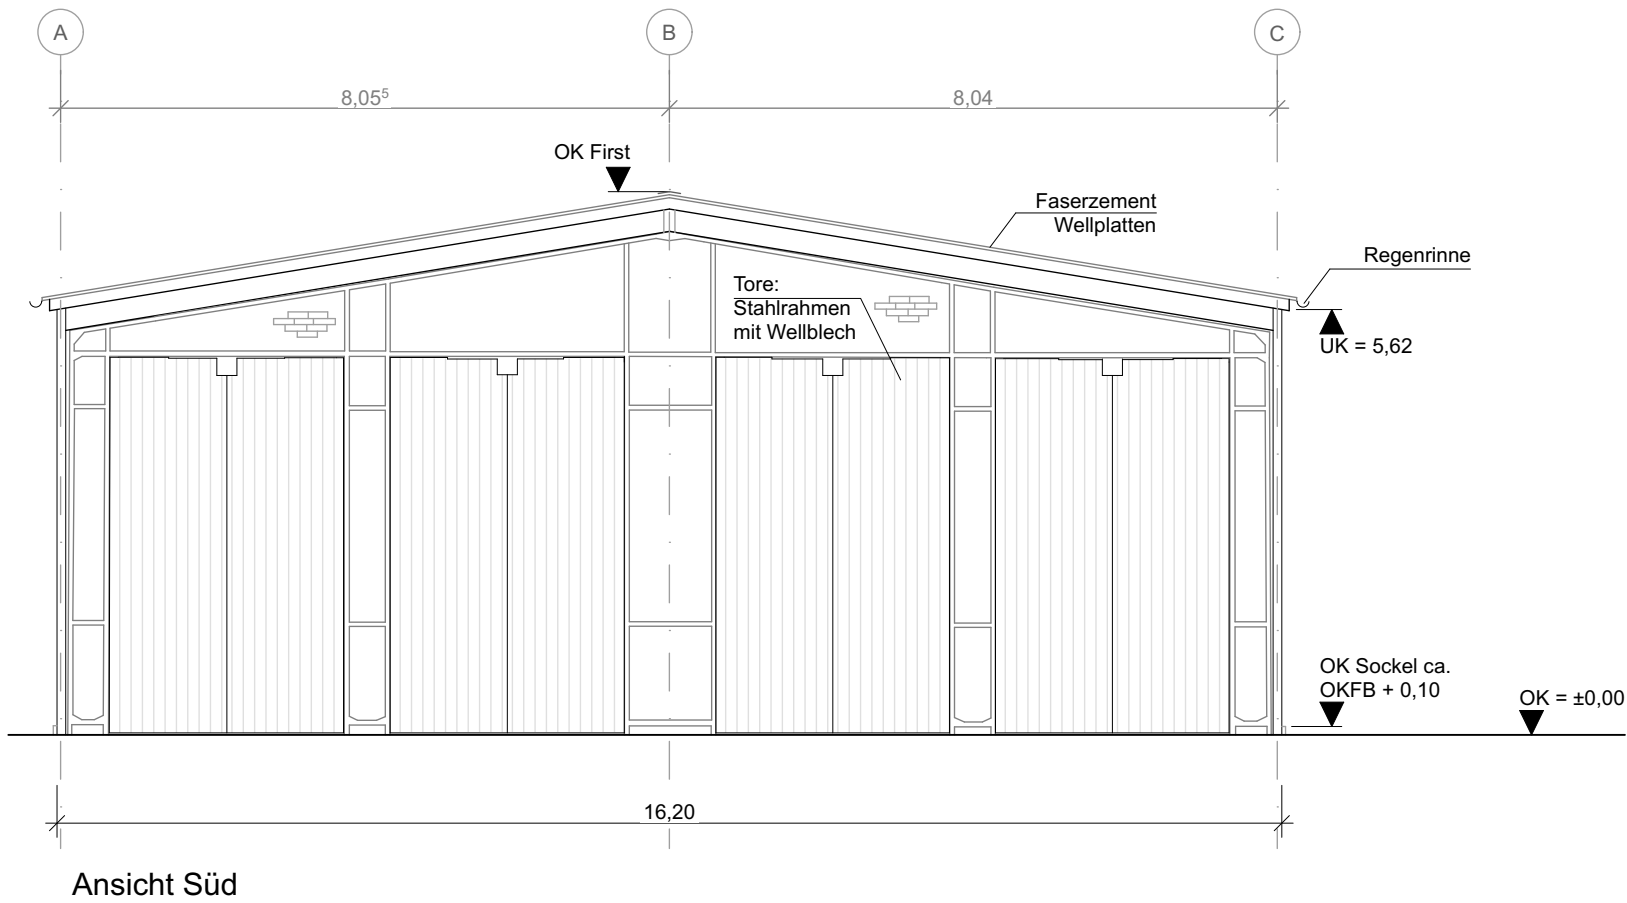 A
B
C
8,05⁵
8,04
OK First
Faserzement
Wellplatten
Regenrinne
Tore:
Stahlrahmen
mit Wellblech
UK = 5,62
OK Sockel ca.
OKFB + 0,10
OK = ±0,00
16,20
Ansicht Süd